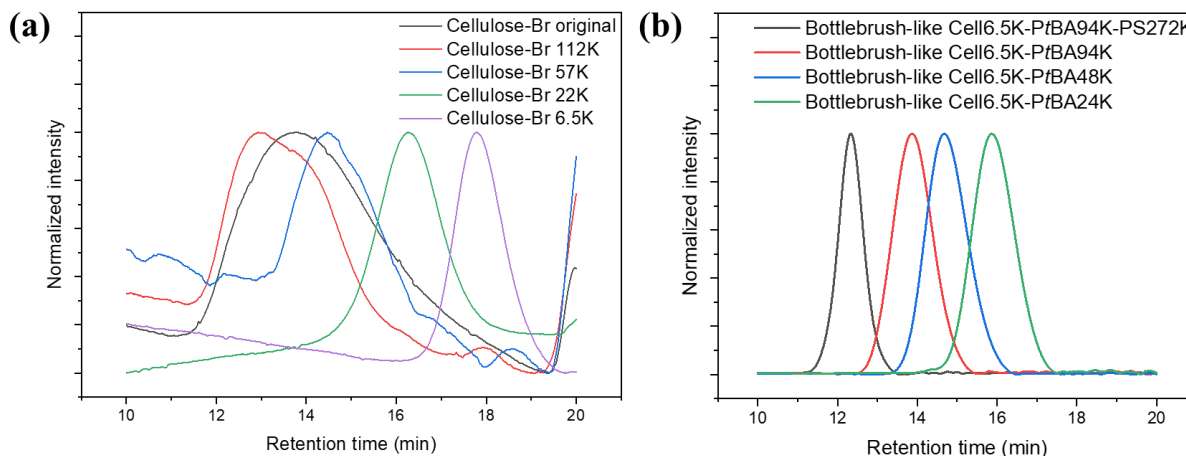 (a)
Normalized intensity
Cellulose-Br original
Cellulose-Br 112K
Cellulose-Br 57K
Cellulose-Br 22K
Cellulose-Br 6.5K
10 12 14 16 18 20
Retention time (min)
(b)
Normalized intensity
Bottlebrush-like Cell6.5K-PtBA94K-PS272K
Bottlebrush-like Cell6.5K-PtBA94K
Bottlebrush-like Cell6.5K-PtBA48K
Bottlebrush-like Cell6.5K-PtBA24K
10 12 14 16 18 20
Retention time (min)